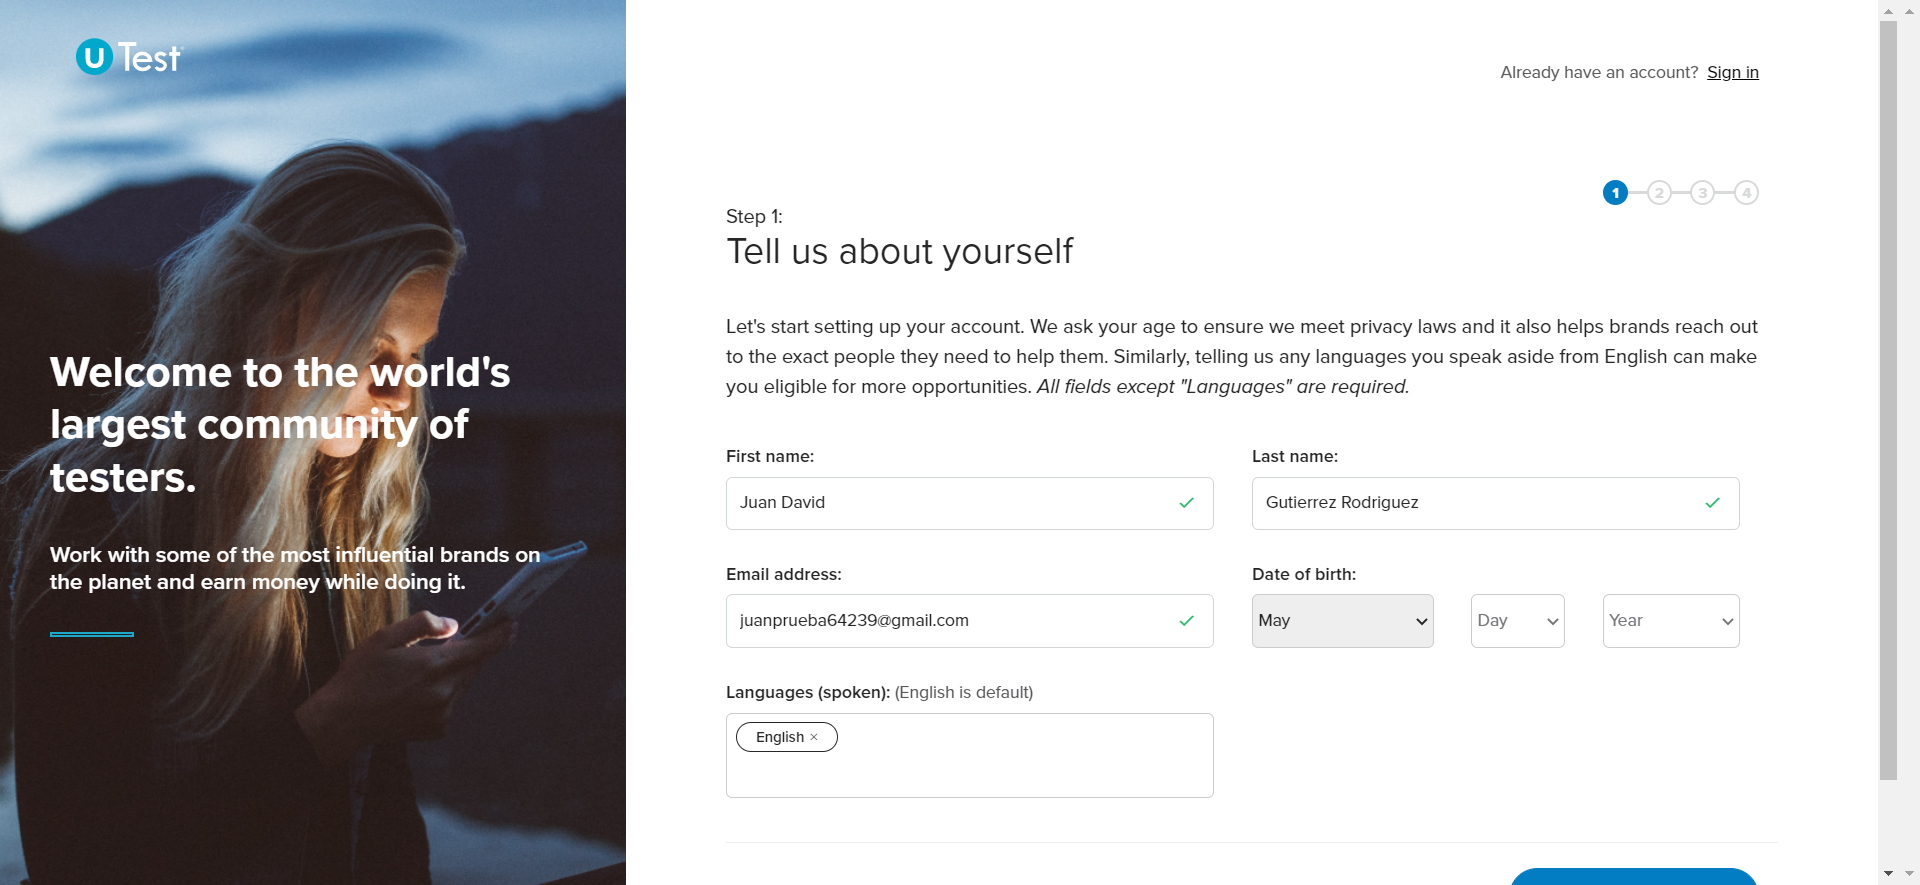 U Test
Already have an account? Sign in
1 2 3 4
Step 1:
Tell us about yourself
Let's start setting up your account. We ask your age to ensure we meet privacy laws and it also helps brands reach out
to the exact people they need to help them. Similarly, telling us any languages you speak aside from English can make
you eligible for more opportunities. All fields except "Languages" are required.
Welcome to the world's
largest community of
testers.
Work with some of the most influential brands on
the planet and earn money while doing it.
First name:
Last name:
Juan David
Gutierrez Rodriguez
Email address:
Date of birth:
juanprueba64239@gmail.com
May
Day
Year
Languages (spoken): (English is default)
English ×